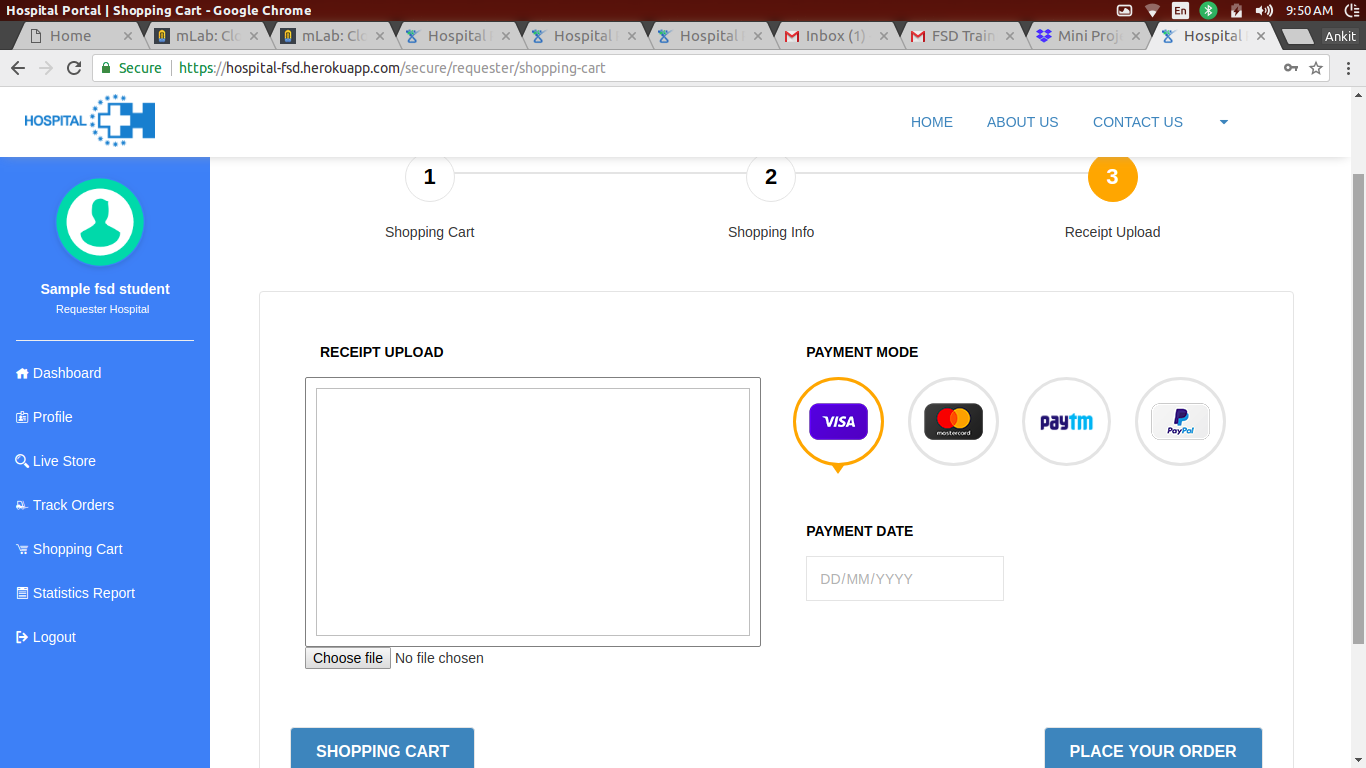 Hospital Portal | Shopping Cart - Google Chrome
En
9:50 AM
Home
mLab: Clo
mLab: Clo
Hospital
Hospital
Hospital
Inbox (1)
FSD Train
Mini Proj
Hospital
Ankit
Secure
https://hospital-fsd.herokuapp.com/secure/requester/shopping-cart
HOSPITAL H
HOME
ABOUT US
CONTACT US
1
2
3
Shopping Cart
Shopping Info
Receipt Upload
Sample fsd student
Requester Hospital
Dashboard
Profile
Live Store
Track Orders
Shopping Cart
Statistics Report
Logout
RECEIPT UPLOAD
Choose file No file chosen
PAYMENT MODE
VISA
mastercard
paytm
PayPal
PAYMENT DATE
DD/MM/YYYY
SHOPPING CART
PLACE YOUR ORDER